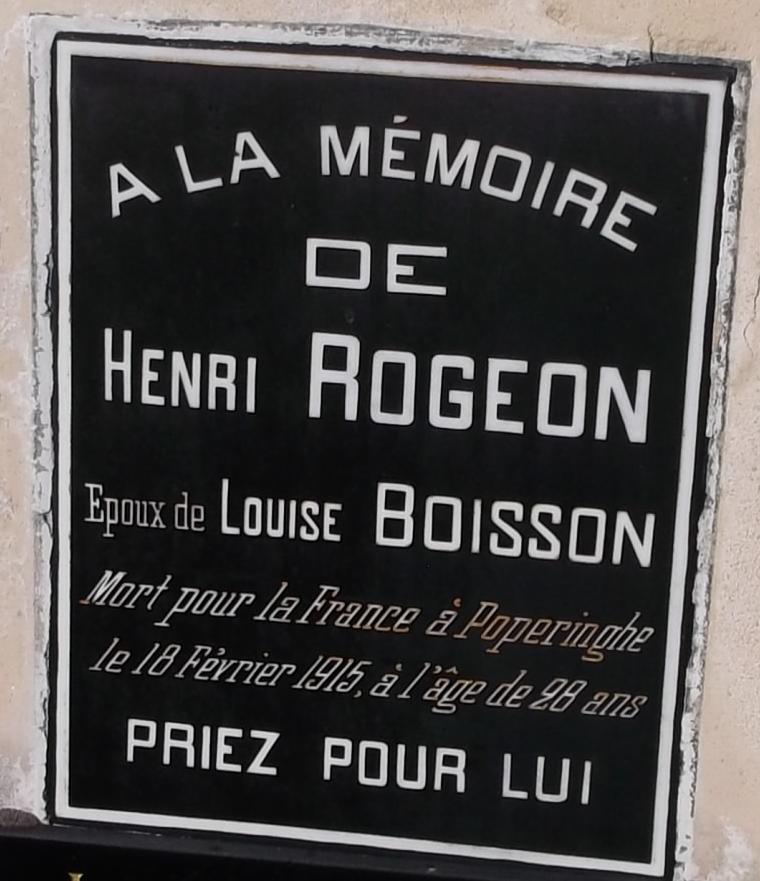 A LA MÉMOIRE
DE
HENRI ROGEON
Epoux de LOUISE BOISSON
Mort pour la France à Poperinghe
le 18 Février 1915, à l'âge de 28 ans
PRIEZ POUR LUI